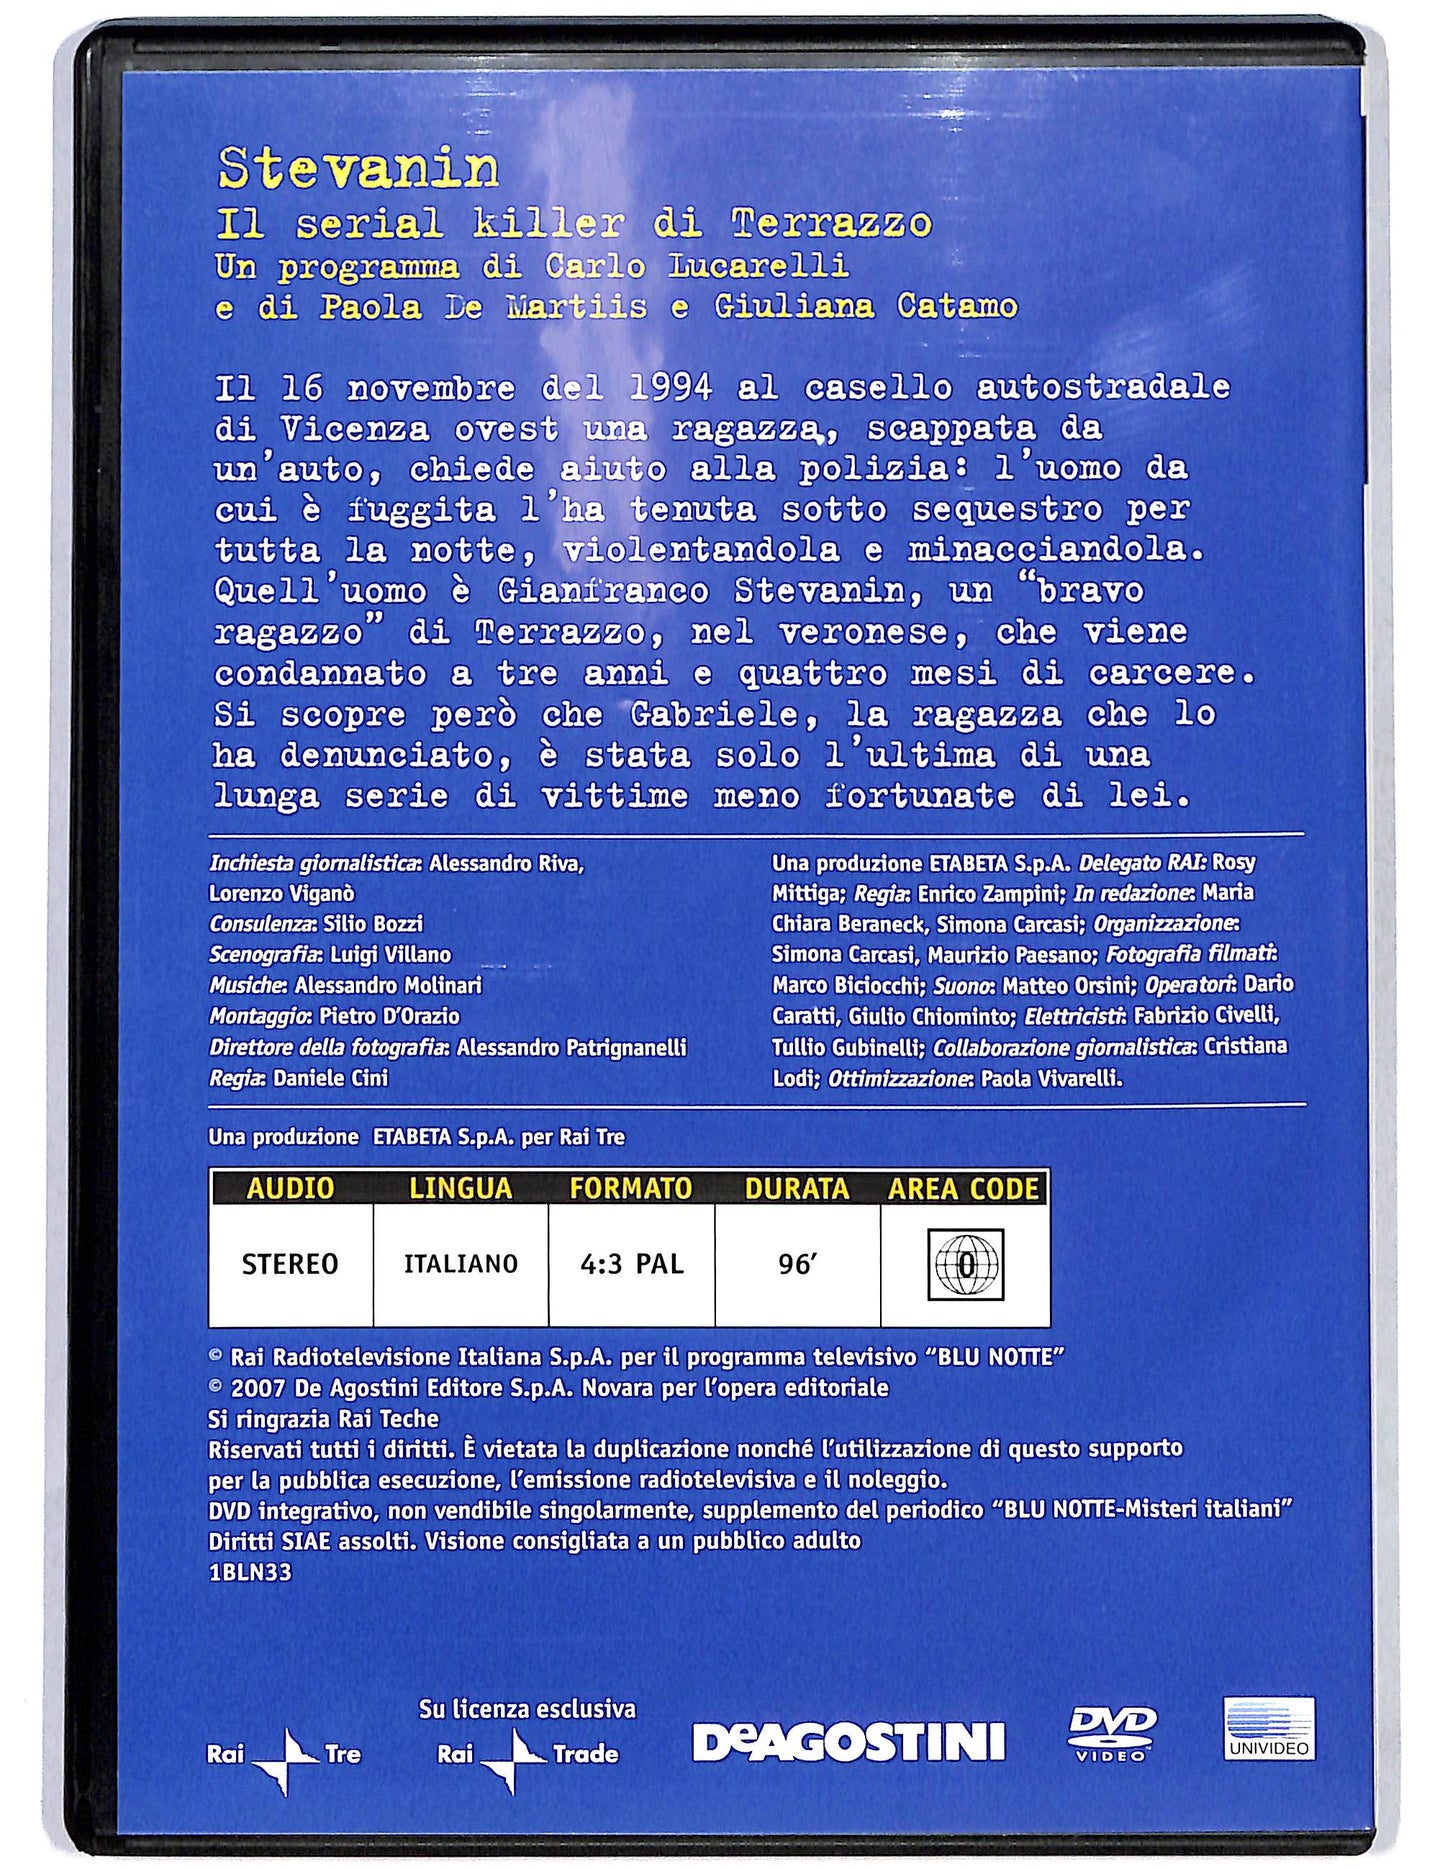 Stevanin
Il serial killer di Terrazzo
Un programma di Carlo Lucarelli
e di Paola De Martiis e Giuliana Catamo
Il 16 novembre del 1994 al casello autostradale
di Vicenza ovest una ragazza, scappata da
un'auto, chiede aiuto alla polizia: l'uomo da
cui è fuggita l'ha tenuta sotto sequestro per
tutta la notte, violentandola e minacciandola.
Quell'uomo è Gianfranco Stevanin, un “bravo
ragazzo” di Terrazzo, nel veronese, che viene
condannato a tre anni e quattro mesi di carcere.
Si scopre però che Gabriele, la ragazza che lo
ha denunciato, è stata solo l'ultima di una
lunga serie di vittime meno fortunate di lei.
Inchiesta giornalistica: Alessandro Riva,
Lorenzo Viganò
Consulenza: Silio Bozzi
Scenografia: Luigi Villano
Musiche: Alessandro Molinari
Montaggio: Pietro D'Orazio
Direttore della fotografia: Alessandro Patrignanelli
Regia: Daniele Cini
Una produzione ETABETA S.p.A. Delegato RAI: Rosy
Mittiga; Regia: Enrico Zampini; In redazione: Maria
Chiara Beraneck, Simona Carcasi; Organizzazione:
Simona Carcasi, Maurizio Paesano; Fotografia filmati:
Marco Biciocchi; Suono: Matteo Orsini; Operatori: Dario
Caratti, Giulio Chiominto; Elettricisti: Fabrizio Civelli,
Tullio Gubinelli; Collaborazione giornalistica: Cristiana
Lodi; Ottimizzazione: Paola Vivarelli.
Una produzione ETABETA S.p.A. per Rai Tre
AUDIO LINGUA FORMATO DURATA AREA CODE
STEREO ITALIANO 4:3 PAL 96' 0
© Rai Radiotelevisione Italiana S.p.A. per il programma televisivo “BLU NOTTE”
© 2007 De Agostini Editore S.p.A. Novara per l'opera editoriale
Si ringrazia Rai Teche
Riservati tutti i diritti. È vietata la duplicazione nonché l'utilizzazione di questo supporto
per la pubblica esecuzione, l'emissione radiotelevisiva e il noleggio.
DVD integrativo, non vendibile singolarmente, supplemento del periodico “BLU NOTTE-Misteri italiani”
Diritti SIAE assolti. Visione consigliata a un pubblico adulto
1BLN33
Su licenza esclusiva
Rai Tre
Rai Trade
DeAGOSTINI
DVD
VIDEO
UNIVIDEO